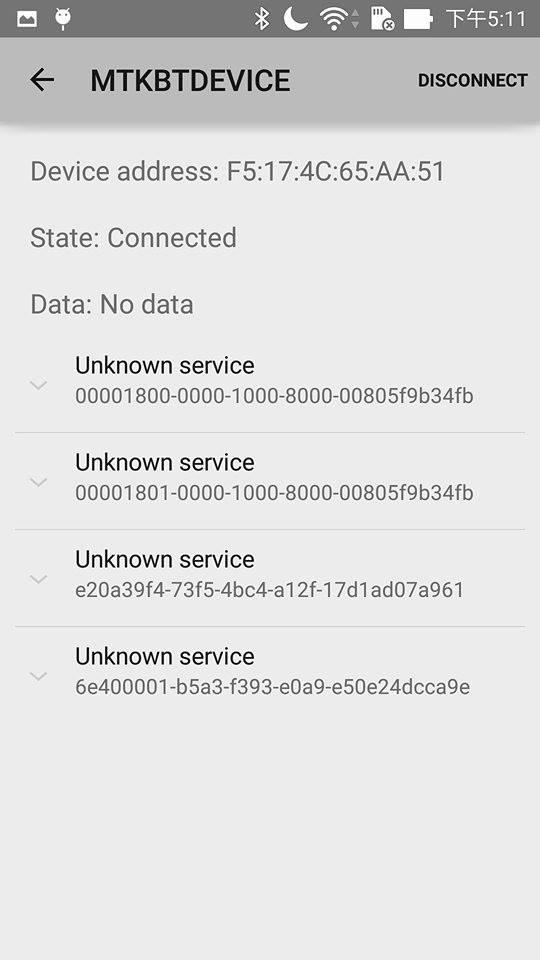 下午5:11
MTKBTDEVICE
DISCONNECT
Device address: F5:17:4C:65:AA:51
State: Connected
Data: No data
Unknown service
00001800-0000-1000-8000-00805f9b34fb
Unknown service
00001801-0000-1000-8000-00805f9b34fb
Unknown service
e20a39f4-73f5-4bc4-a12f-17d1ad07a961
Unknown service
6e400001-b5a3-f393-e0a9-e50e24dcca9e